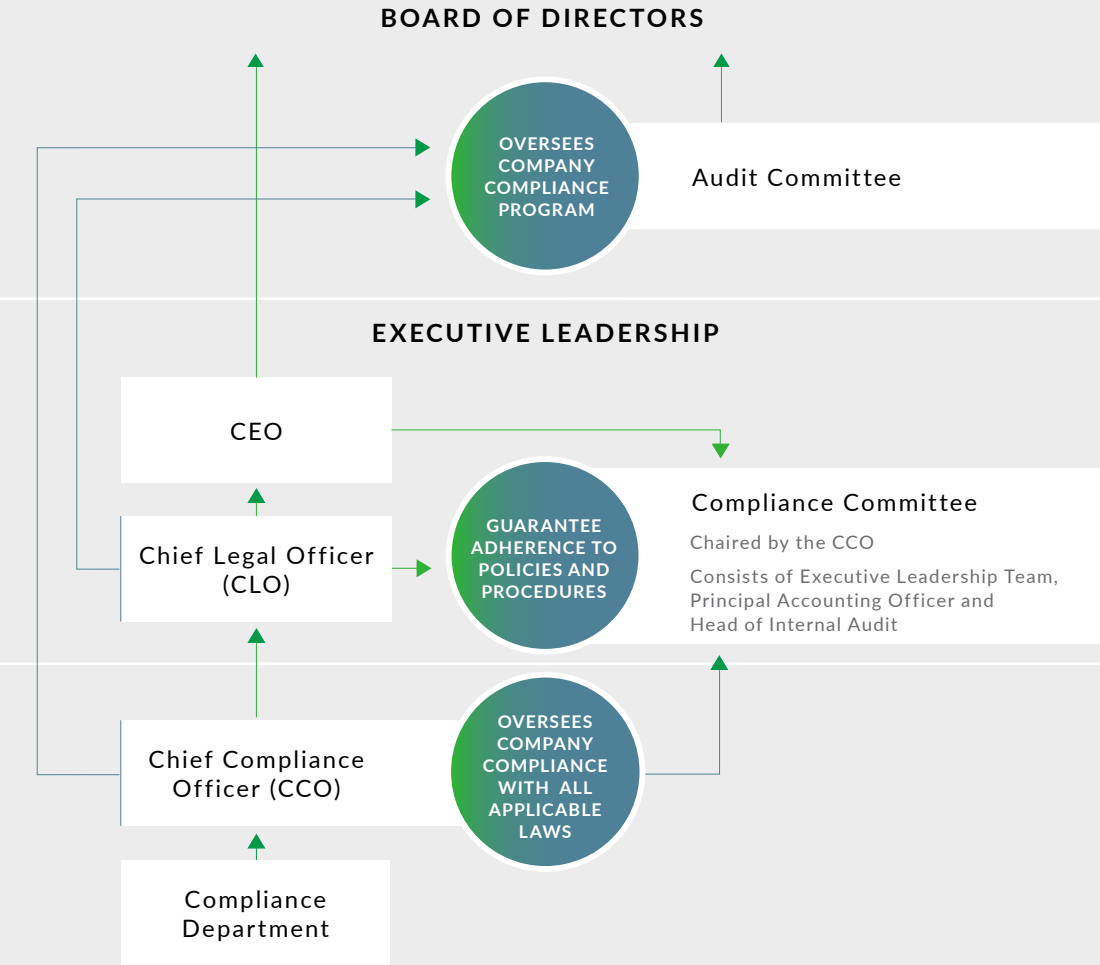 BOARD OF DIRECTORS
OVERSEES
COMPANY
COMPLIANCE
PROGRAM
Audit Committee
EXECUTIVE LEADERSHIP
CEO
Chief Legal Officer
(CLO)
GUARANTEE
ADHERENCE TO
POLICIES AND
PROCEDURES
Compliance Committee
Chaired by the CCO
Consists of Executive Leadership Team,
Principal Accounting Officer and
Head of Internal Audit
Chief Compliance
Officer (CCO)
OVERSEES
COMPANY
COMPLIANCE
WITH ALL
APPLICABLE
LAWS
Compliance
Department